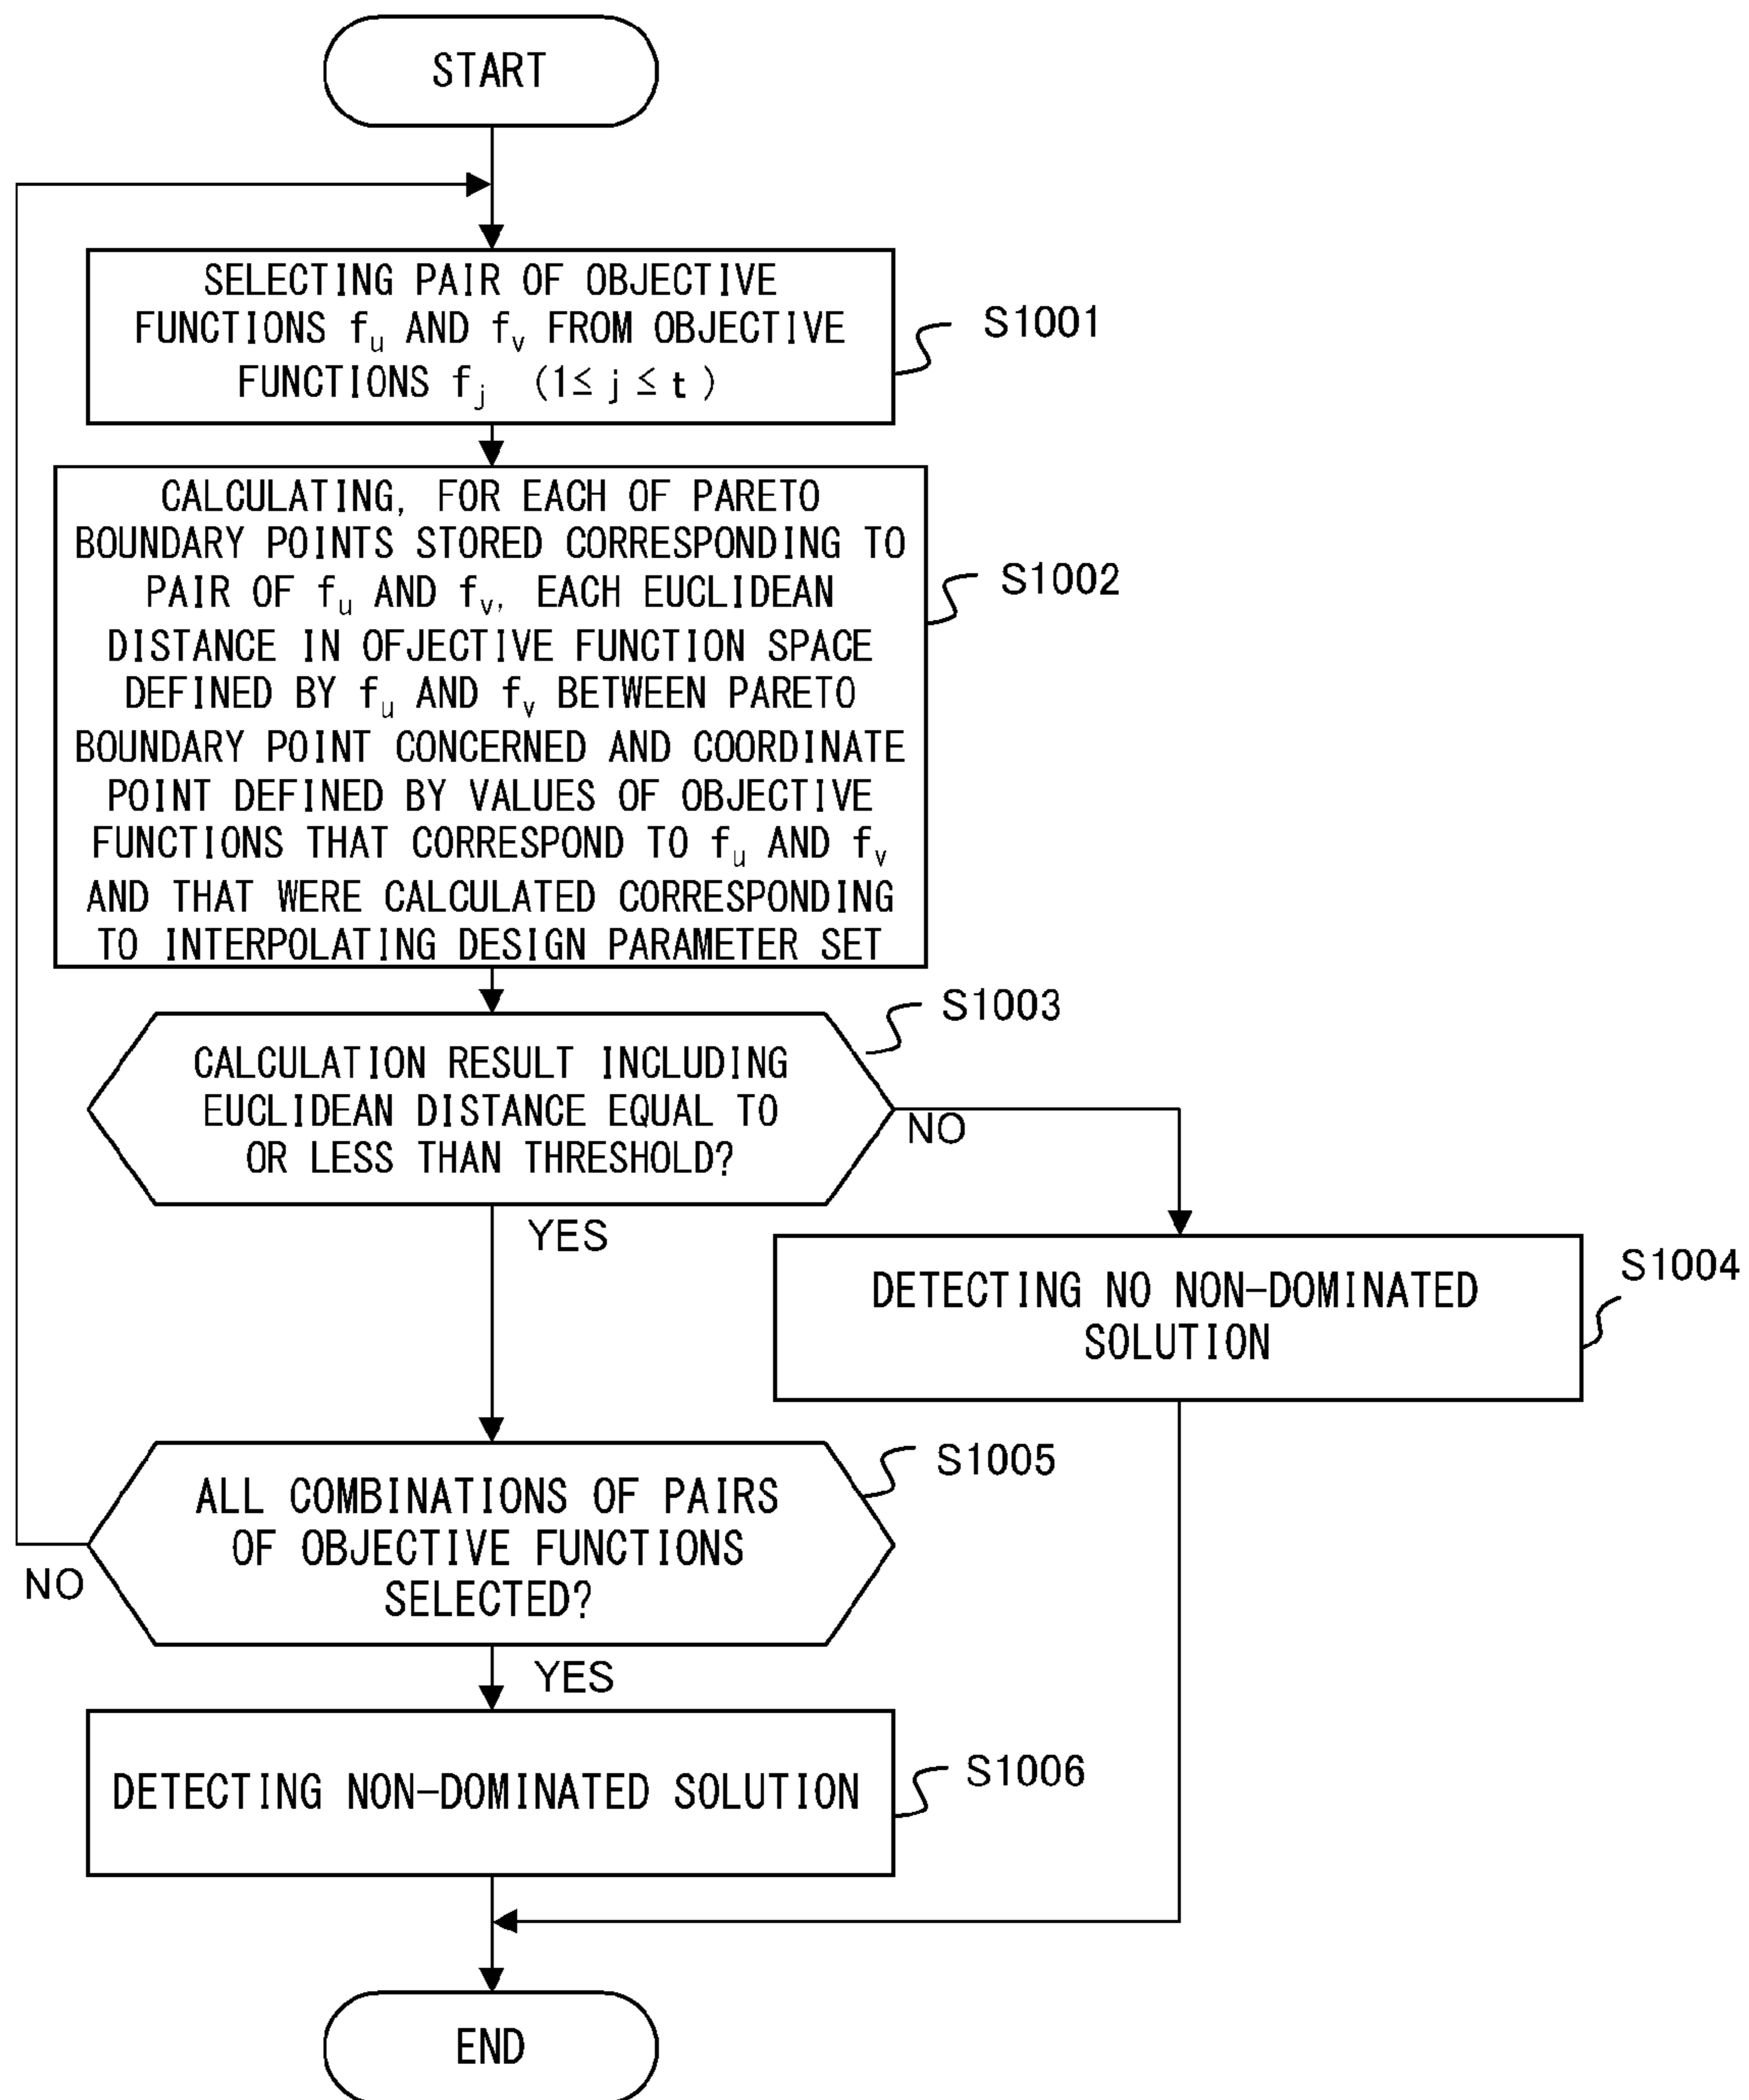 START
SELECTING PAIR OF OBJECTIVE
FUNCTIONS fu AND fv FROM OBJECTIVE
FUNCTIONS fj (1≤ j ≤ t )
S1001
CALCULATING, FOR EACH OF PARETO
BOUNDARY POINTS STORED CORRESPONDING TO
PAIR OF fu AND fv, EACH EUCLIDEAN
DISTANCE IN OFJECTIVE FUNCTION SPACE
DEFINED BY fu AND fv BETWEEN PARETO
BOUNDARY POINT CONCERNED AND COORDINATE
POINT DEFINED BY VALUES OF OBJECTIVE
FUNCTIONS THAT CORRESPOND TO fu AND fv
AND THAT WERE CALCULATED CORRESPONDING
TO INTERPOLATING DESIGN PARAMETER SET
S1002
S1003
CALCULATION RESULT INCLUDING
EUCLIDEAN DISTANCE EQUAL TO
OR LESS THAN THRESHOLD?
NO
YES
DETECTING NO NON-DOMINATED
SOLUTION
S1004
S1005
ALL COMBINATIONS OF PAIRS
OF OBJECTIVE FUNCTIONS
SELECTED?
NO
YES
DETECTING NON-DOMINATED SOLUTION
S1006
END